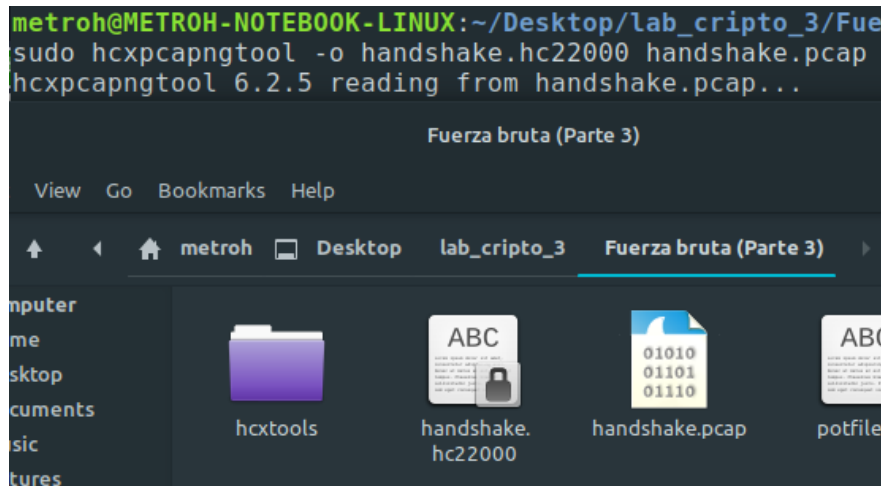 metroh@METROH-NOTEBOOK-LINUX:~/Desktop/lab_cripto_3/Fue
sudo hcxpcapngtool -o handshake.hc22000 handshake.pcap
hcxpcapngtool 6.2.5 reading from handshake.pcap...
Fuerza bruta (Parte 3)
View Go Bookmarks Help
metroh Desktop lab_cripto_3 Fuerza bruta (Parte 3)
mputer
me
sktop
cuments
sic
tures
ABC
01010
01101
01110
ABC
hcxtools
handshake.
hc22000
handshake.pcap
potfile